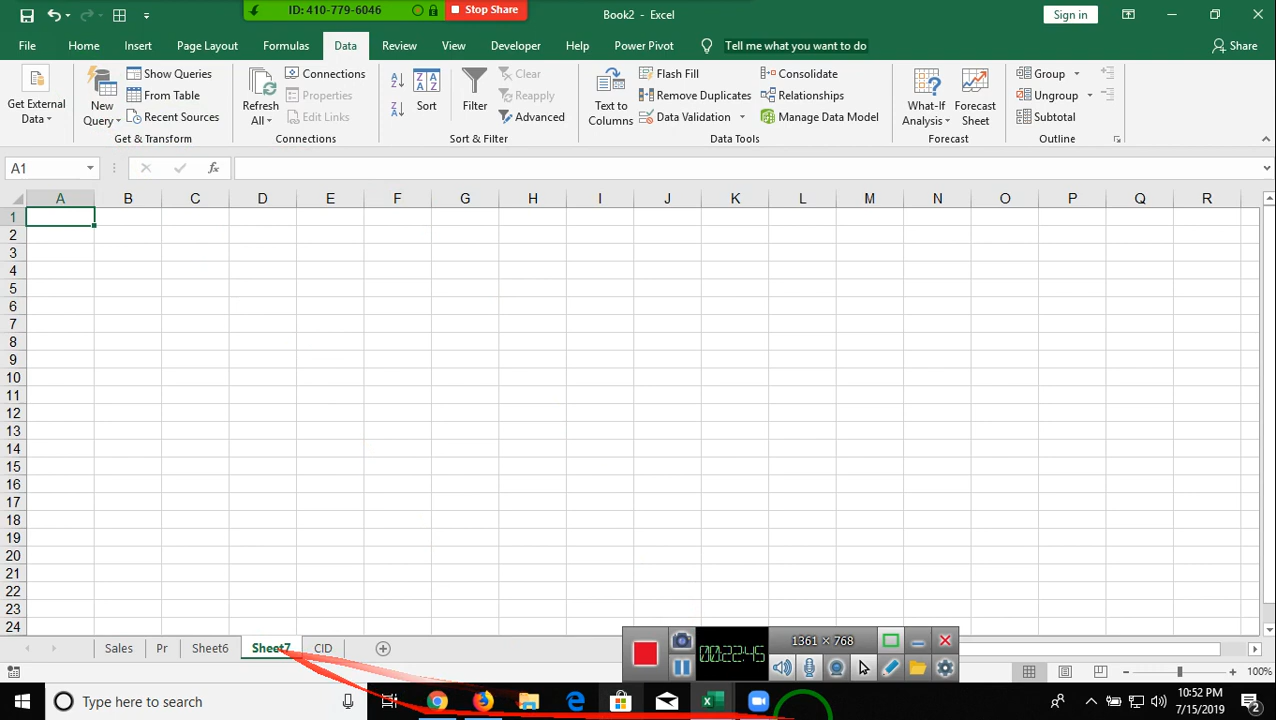 ID: 410-779-6046
Stop Share
Book2 - Excel
Sign in
File
Home
Insert
Page Layout
Formulas
Data
Review
View
Developer
Help
Power Pivot
Tell me what you want to do
Share
Get External Data
New Query
Show Queries
From Table
Recent Sources
Get & Transform
Refresh All
Connections
Properties
Edit Links
Connections
Sort
Filter
Clear
Reapply
Advanced
Sort & Filter
Text to Columns
Flash Fill
Remove Duplicates
Data Validation
Consolidate
Relationships
Manage Data Model
Data Tools
What-If Analysis
Forecast Sheet
Forecast
Group
Ungroup
Subtotal
Outline
A1
fx
A B C D E F G H I J K L M N O P Q R
1
2
3
4
5
6
7
8
9
10
11
12
13
14
15
16
17
18
19
20
21
22
23
24
Sales
Pr
Sheet6
Sheet7
CID
00:22:45
1361 × 768
100%
Type here to search
10:52 PM
7/15/2019
2